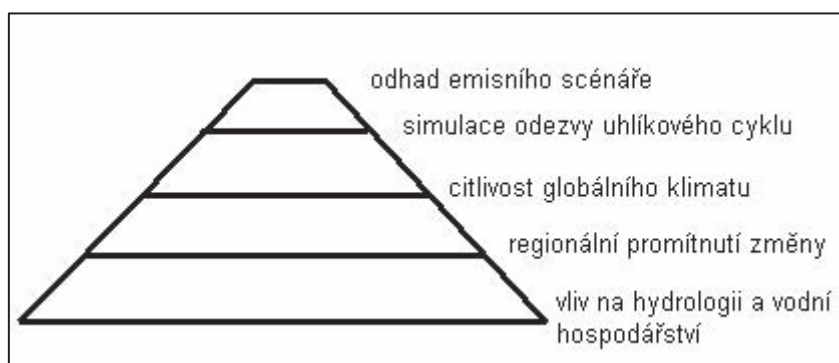 odhad emisního scénáře
simulace odezvy uhlíkového cyklu
citlivost globálního klimatu
regionální promítnutí změny
vliv na hydrologii a vodní
hospodářství